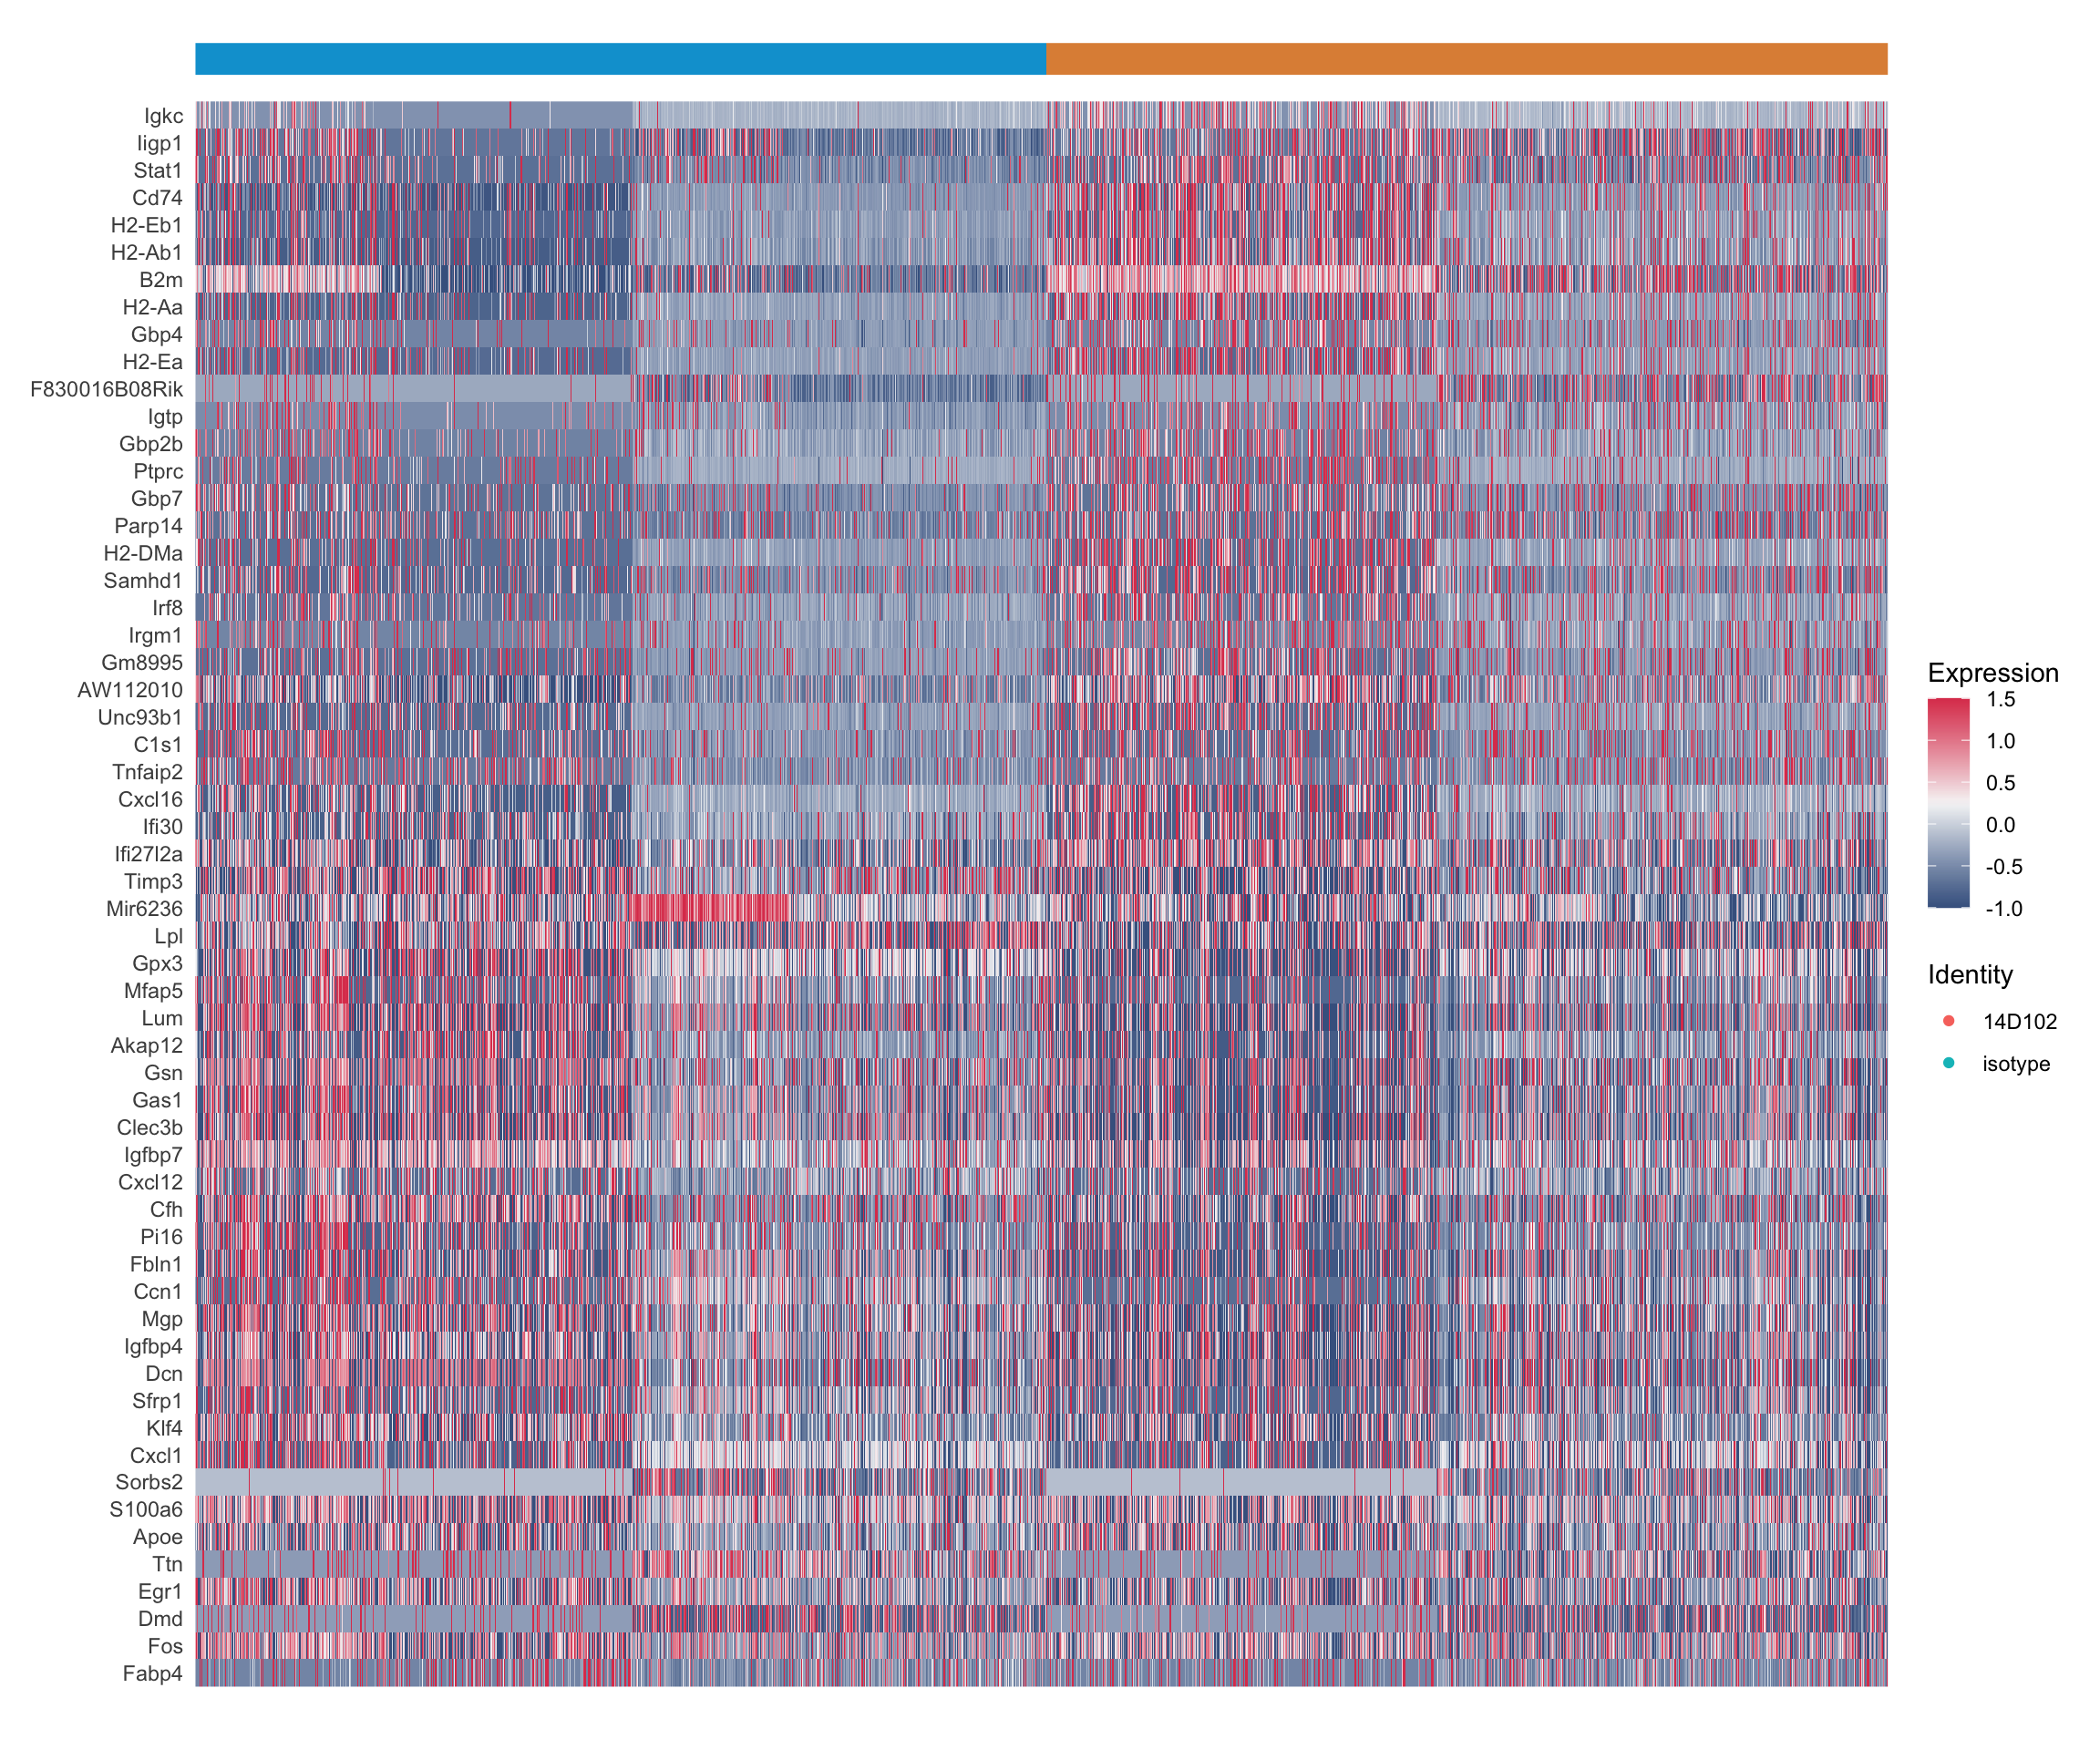 Igkc
Iigp1
Stat1
Cd74
H2-Eb1
H2-Ab1
B2m
H2-Aa
Gbp4
H2-Ea
F830016B08Rik
Igtp
Gbp2b
Ptprc
Gbp7
Parp14
H2-DMa
Samhd1
Irf8
Irgm1
Gm8995
AW112010
Unc93b1
C1s1
Tnfaip2
Cxcl16
Ifi30
Ifi27l2a
Timp3
Mir6236
Lpl
Gpx3
Mfap5
Lum
Akap12
Gsn
Gas1
Clec3b
Igfbp7
Cxcl12
Cfh
Pi16
Fbln1
Ccn1
Mgp
Igfbp4
Dcn
Sfrp1
Klf4
Cxcl1
Sorbs2
S100a6
Apoe
Ttn
Egr1
Dmd
Fos
Fabp4
Expression
1.5
1.0
0.5
0.0
-0.5
-1.0
Identity
14D102
isotype